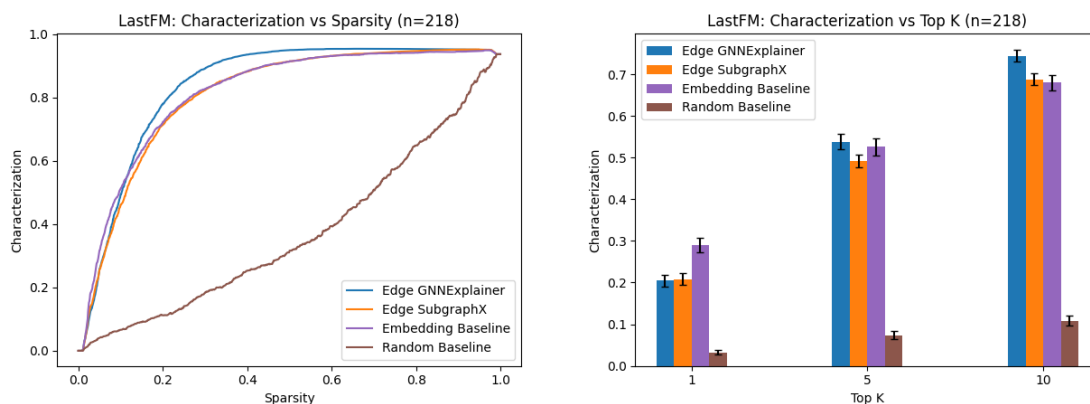 LastFM: Characterization vs Sparsity (n=218)
1.0
0.8
0.6
0.4
0.2
0.0
Characterization
0.0 0.2 0.4 0.6 0.8 1.0
Sparsity
Edge GNNExplainer
Edge SubgraphX
Embedding Baseline
Random Baseline
LastFM: Characterization vs Top K (n=218)
0.7
0.6
0.5
0.4
0.3
0.2
0.1
0.0
Characterization
1 5 10
Top K
Edge GNNExplainer
Edge SubgraphX
Embedding Baseline
Random Baseline